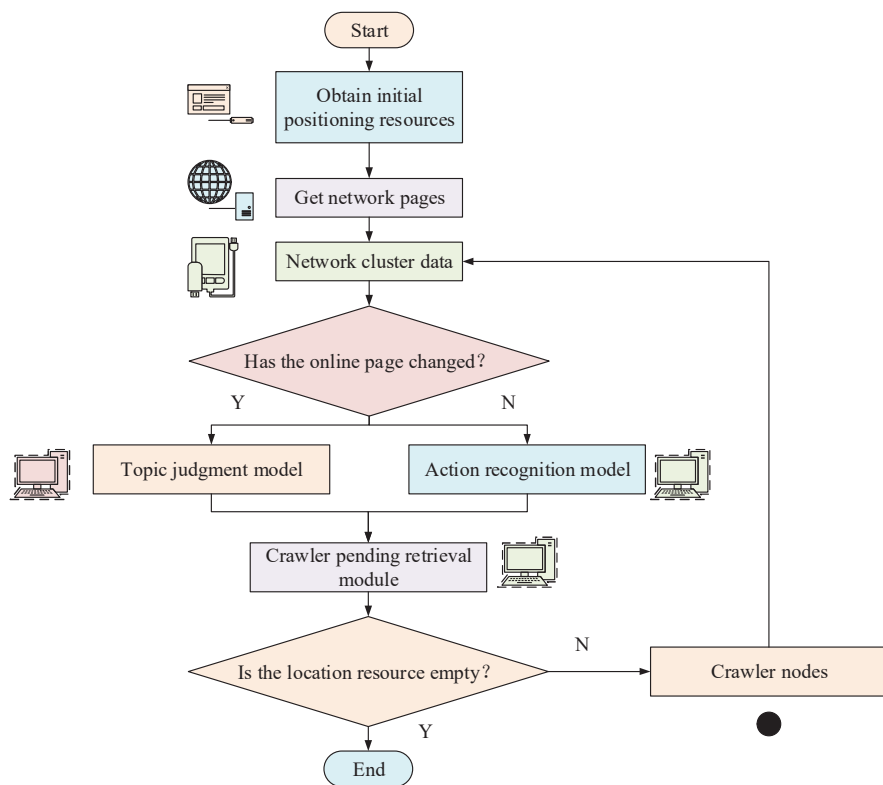 Start
Obtain initial
positioning resources
Get network pages
Network cluster data
Has the online page changed?
Y
N
Topic judgment model
Action recognition model
Crawler pending retrieval
module
Is the location resource empty?
N
Crawler nodes
Y
End